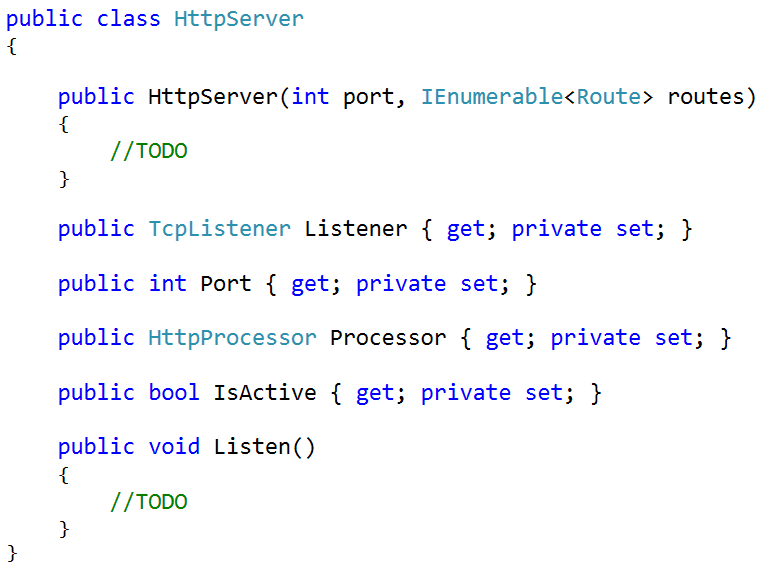 public class HttpServer
{
public HttpServer(int port, IEnumerable<Route> routes)
{
//TODO
}
public TcpListener Listener { get; private set; }
public int Port { get; private set; }
public HttpProcessor Processor { get; private set; }
public bool IsActive { get; private set; }
public void Listen()
{
//TODO
}
}